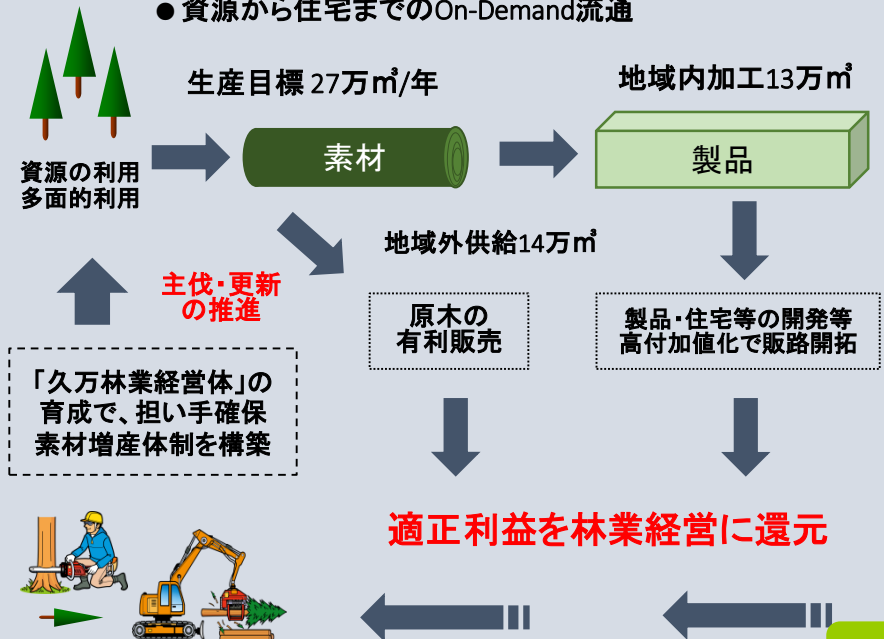 ● 資源から住宅までのOn-Demand流通
生産目標 27万㎥/年
地域内加工13万㎥
素材
製品
資源の利用
多面的利用
地域外供給14万㎥
主伐・更新
の推進
原木の
有利販売
製品・住宅等の開発等
高付加値化で販路開拓
「久万林業経営体」の
育成で、担い手確保
素材増産体制を構築
適正利益を林業経営に還元